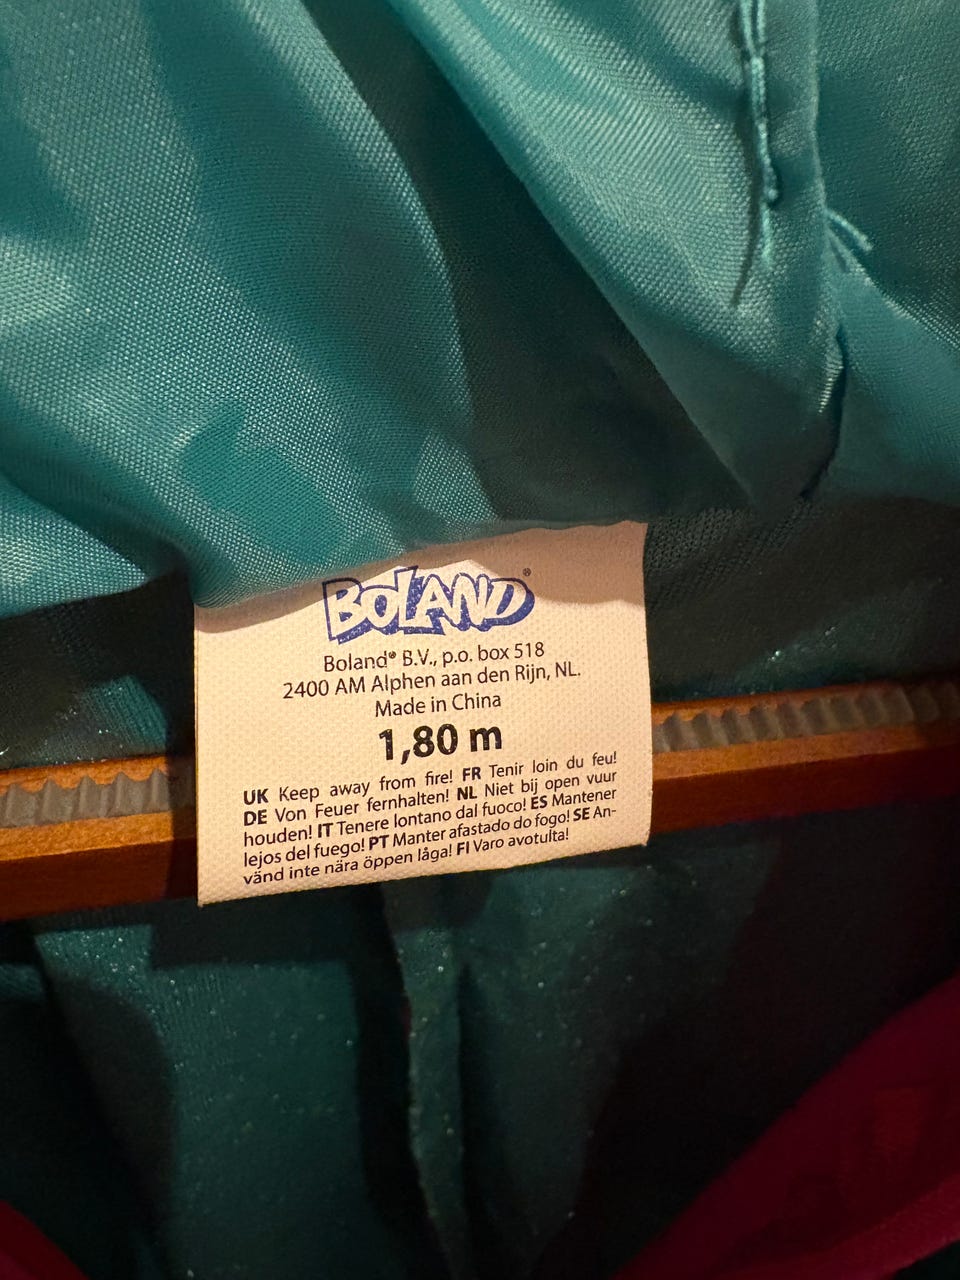 BOLAND®
Boland® B.V., p.o. box 518
2400 AM Alphen aan den Rijn, NL.
Made in China
1,80 m
UK Keep away from fire! FR Tenir loin du feu!
DE Von Feuer fernhalten! NL Niet bij open vuur
houden! IT Tenere lontano dal fuoco! ES Mantener
lejos del fuego! PT Manter afastado do fogo! SE An-
vänd inte nära öppen låga! FI Varo avotulta!